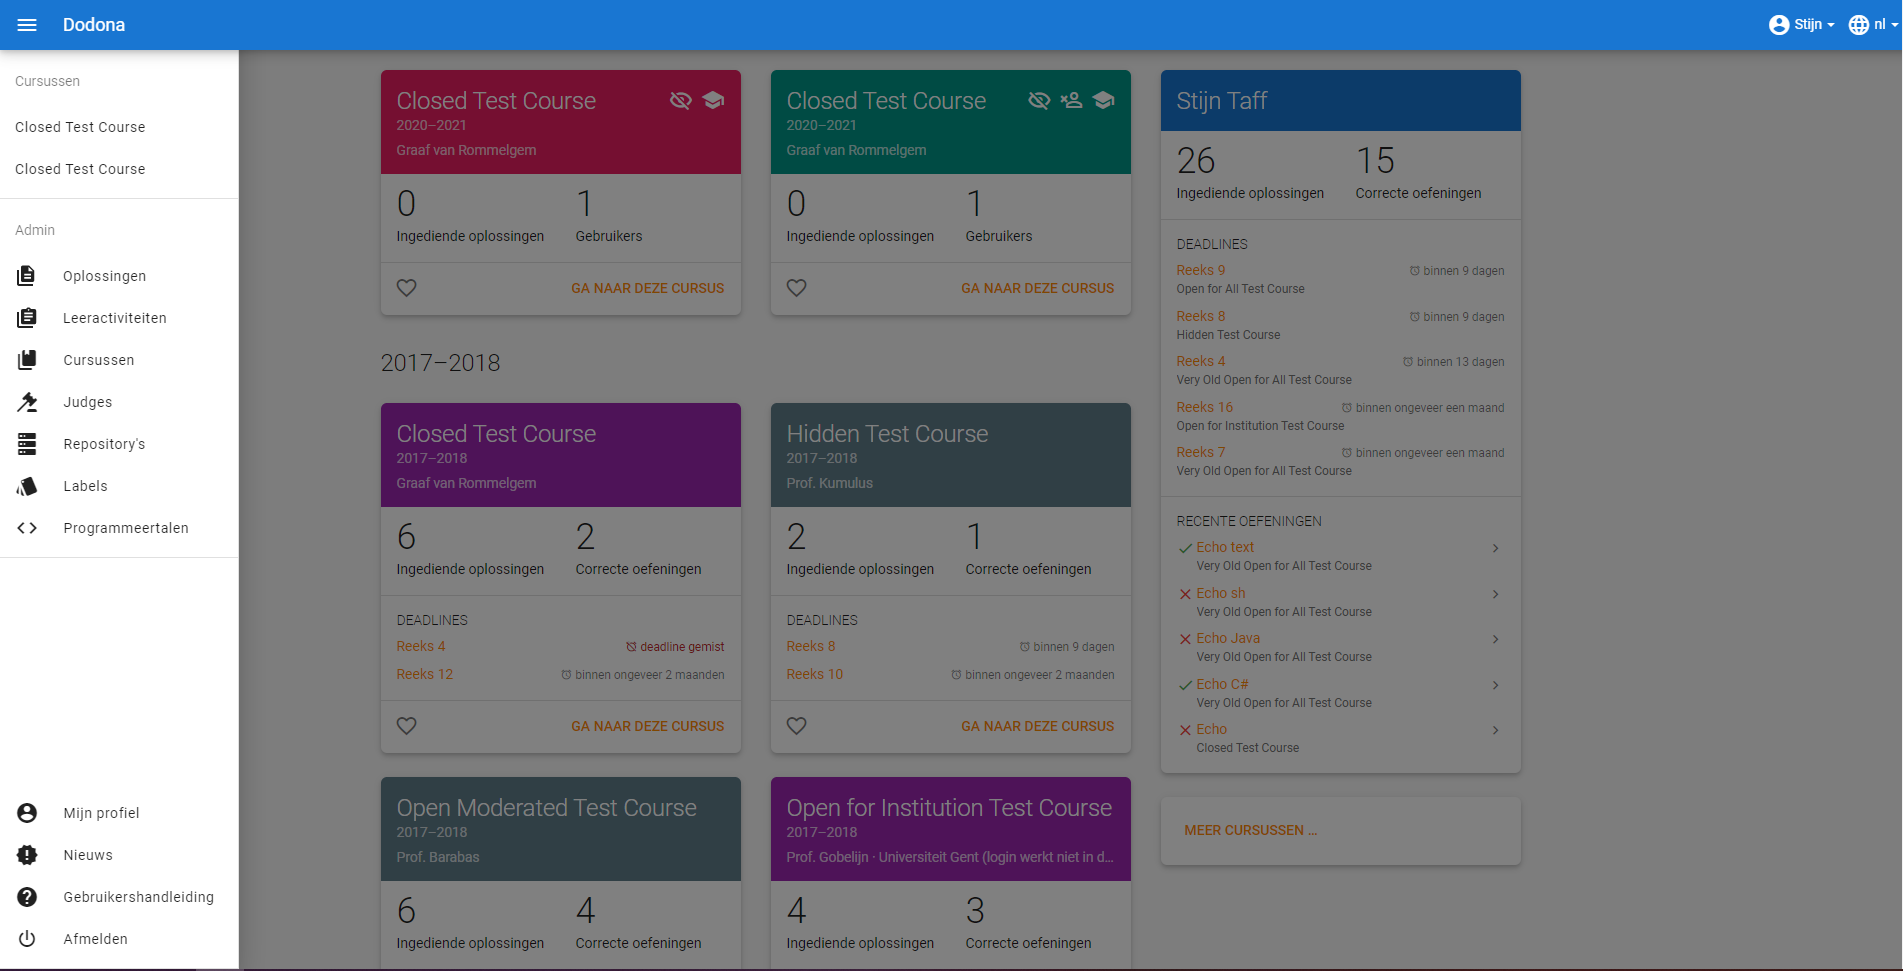 Dodona
Stijn
nl
Cursussen
Closed Test Course
Closed Test Course
Admin
Oplossingen
Leeractiviteiten
Cursussen
Judges
Repository's
Labels
Programmeertalen
Mijn profiel
Nieuws
Gebruikershandleiding
Afmelden
Closed Test Course
2020–2021
Graaf van Rommelgem
0 1
Ingediende oplossingen Gebruikers
GA NAAR DEZE CURSUS
Closed Test Course
2020–2021
Graaf van Rommelgem
0 1
Ingediende oplossingen Gebruikers
GA NAAR DEZE CURSUS
2017–2018
Closed Test Course
2017–2018
Graaf van Rommelgem
6 2
Ingediende oplossingen Correcte oefeningen
DEADLINES
Reeks 4 deadline gemist
Reeks 12 binnen ongeveer 2 maanden
GA NAAR DEZE CURSUS
Hidden Test Course
2017–2018
Prof. Kumulus
2 1
Ingediende oplossingen Correcte oefeningen
DEADLINES
Reeks 8 binnen 9 dagen
Reeks 10 binnen ongeveer 2 maanden
GA NAAR DEZE CURSUS
Open Moderated Test Course
2017–2018
Prof. Barabas
6 4
Ingediende oplossingen Correcte oefeningen
Open for Institution Test Course
2017–2018
Prof. Gobelijn · Universiteit Gent (login werkt niet in d...
4 3
Ingediende oplossingen Correcte oefeningen
Stijn Taff
26 15
Ingediende oplossingen Correcte oefeningen
DEADLINES
Reeks 9 binnen 9 dagen
Open for All Test Course
Reeks 8 binnen 9 dagen
Hidden Test Course
Reeks 4 binnen 13 dagen
Very Old Open for All Test Course
Reeks 16 binnen ongeveer een maand
Open for Institution Test Course
Reeks 7 binnen ongeveer een maand
Very Old Open for All Test Course
RECENTE OEFENINGEN
Echo text
Very Old Open for All Test Course
Echo sh
Very Old Open for All Test Course
Echo Java
Very Old Open for All Test Course
Echo C#
Very Old Open for All Test Course
Echo
Closed Test Course
MEER CURSUSSEN ...